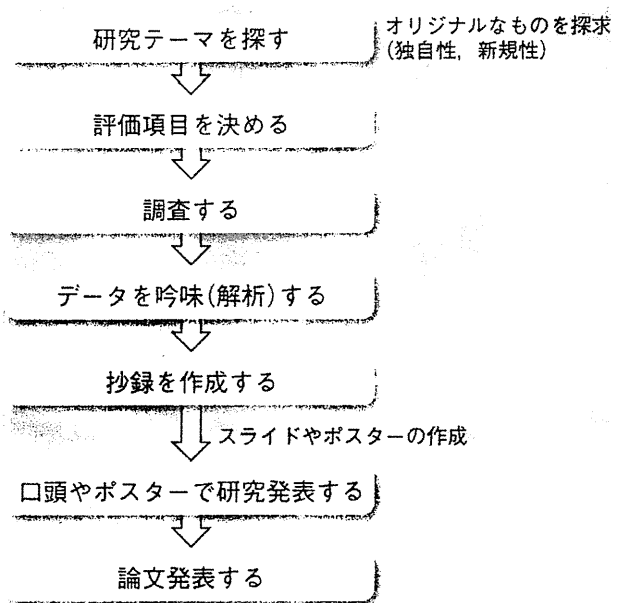 研究テーマを探す
オリジナルなものを探求
(独自性,新規性)
評価項目を決める
調査する
データを吟味(解析)する
抄録を作成する
スライドやポスターの作成
口頭やポスターで研究発表する
論文発表する